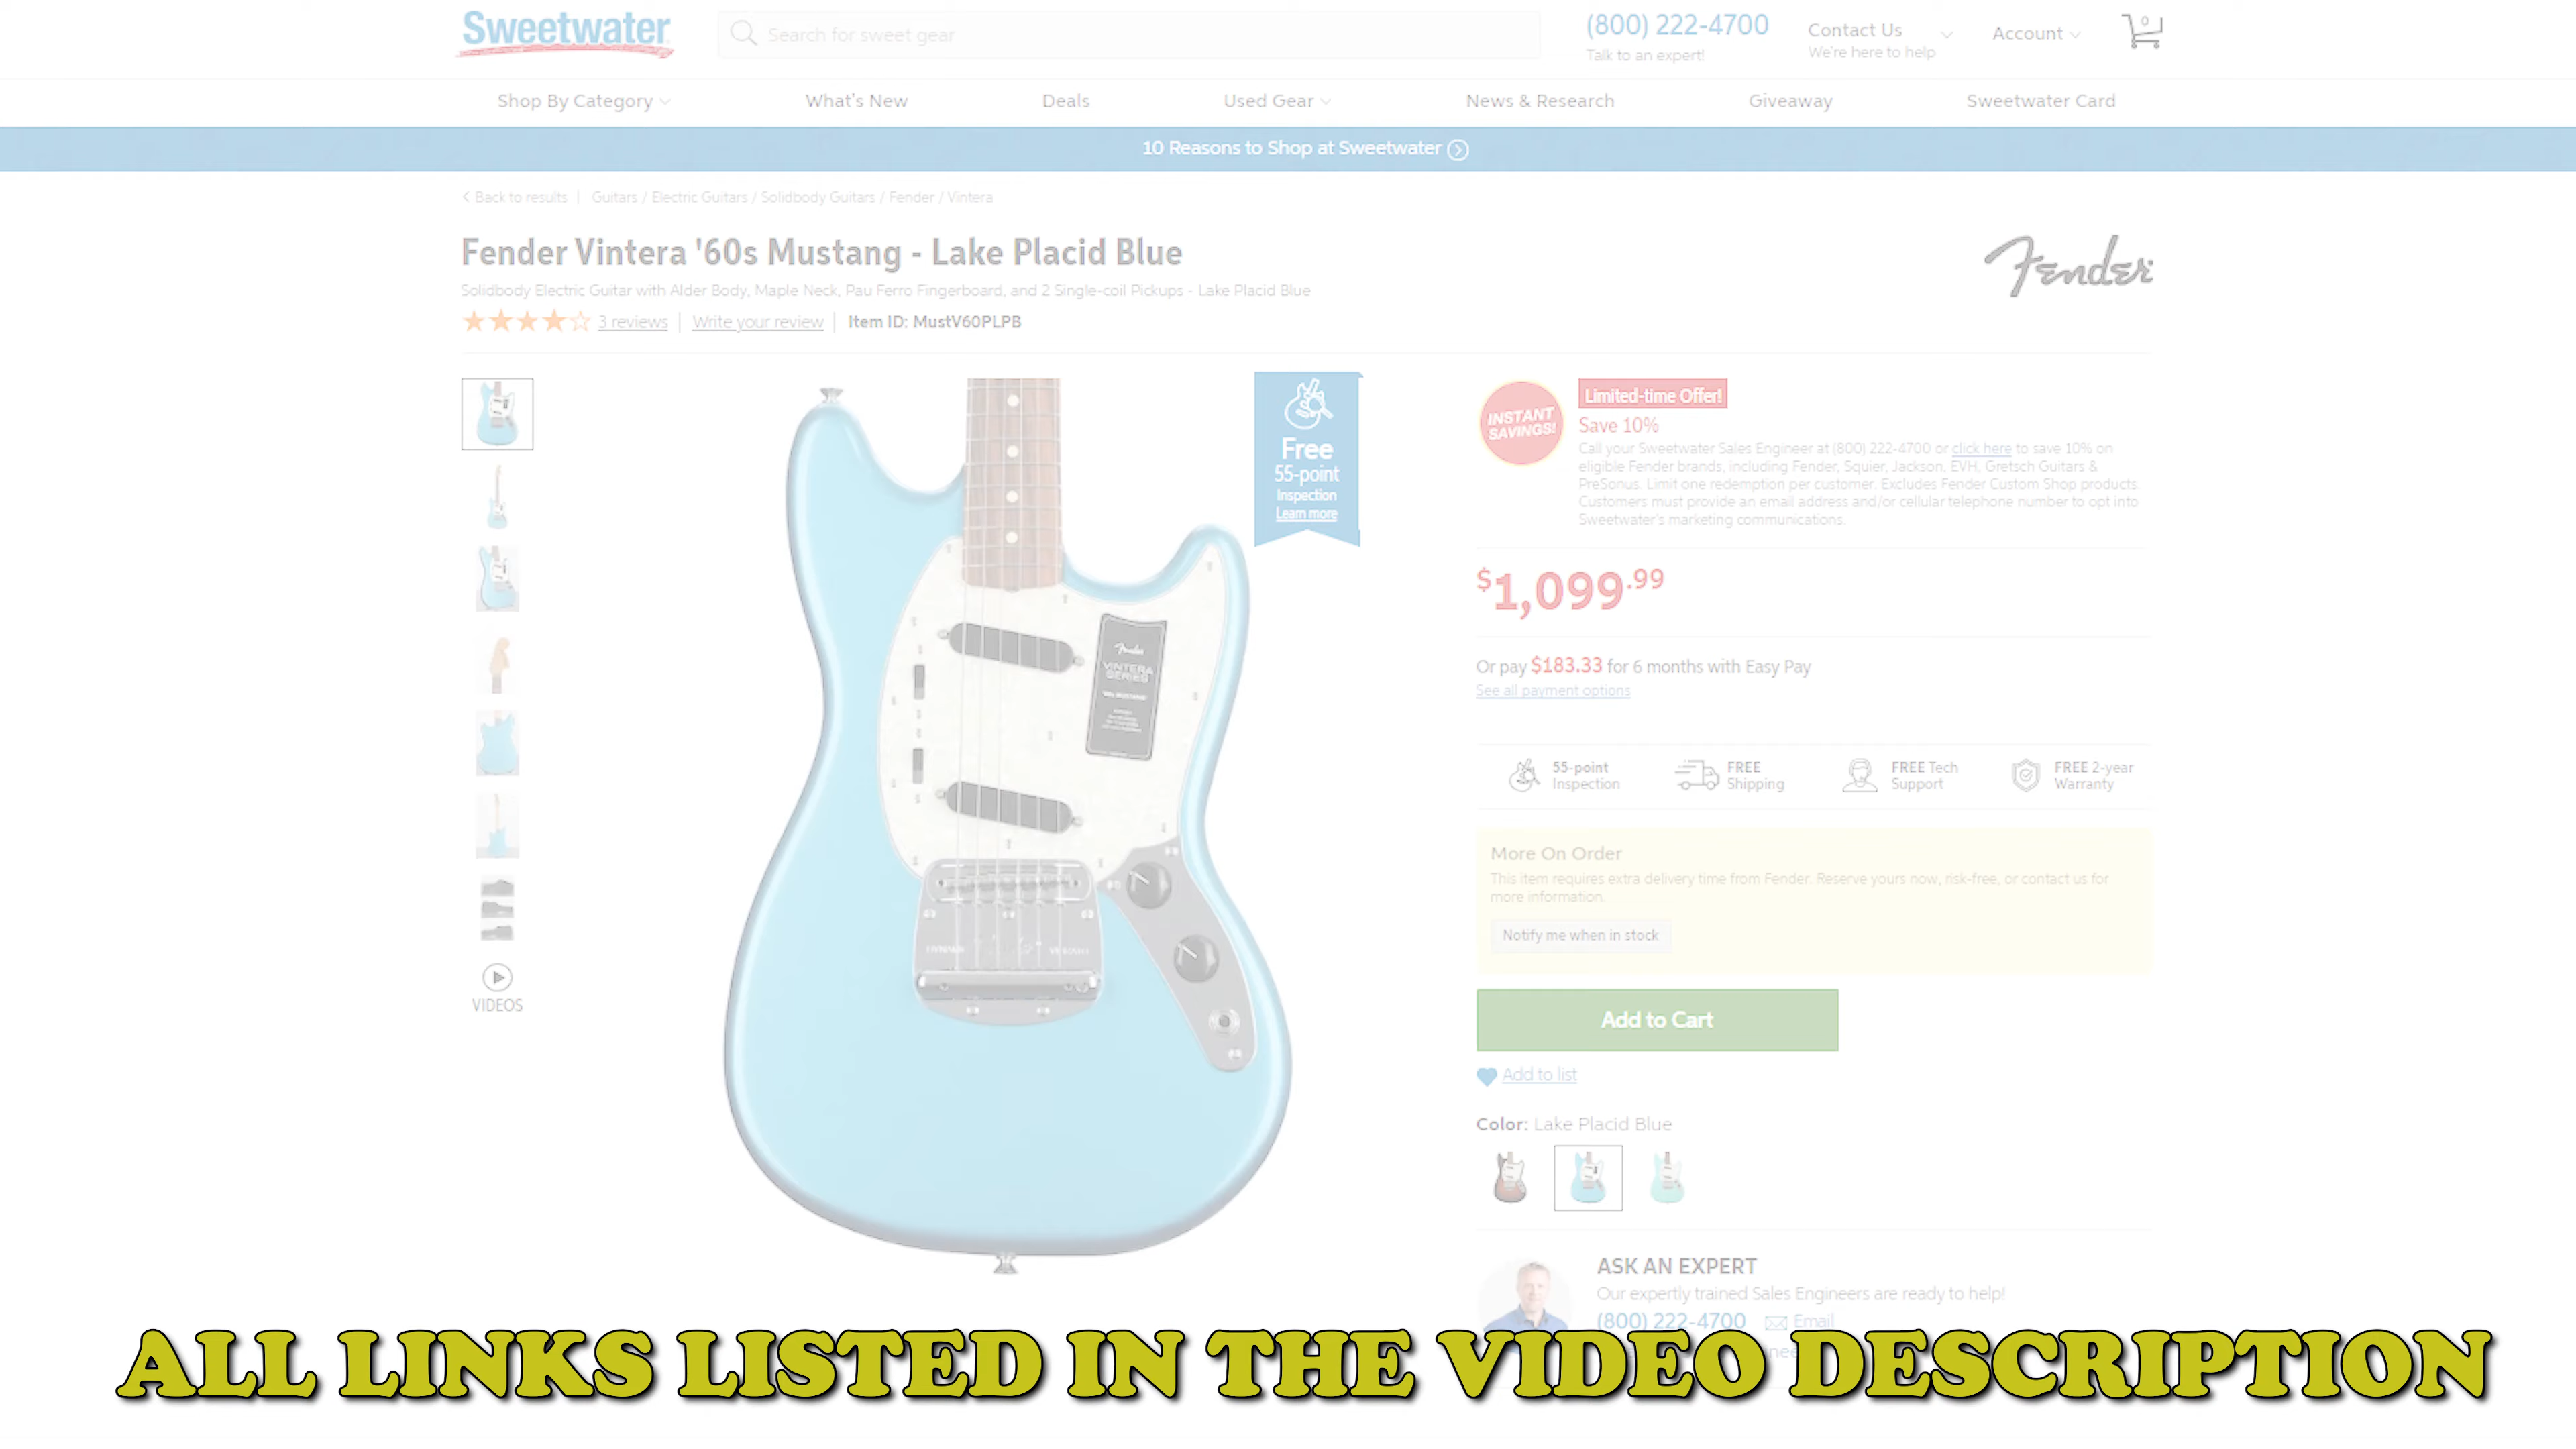 Sweetwater
Search for sweet gear
(800) 222-4700
Talk to an expert!
Contact Us
We're here to help
Account
0
Shop By Category
What's New
Deals
Used Gear
News & Research
Giveaway
Sweetwater Card
10 Reasons to Shop at Sweetwater
Back to results | Guitars / Electric Guitars / Solidbody Guitars / Fender / Vintera
Fender Vintera '60s Mustang - Lake Placid Blue
Fender
Solidbody Electric Guitar with Alder Body, Maple Neck, Pau Ferro Fingerboard, and 2 Single-coil Pickups - Lake Placid Blue
3 reviews | Write your review | Item ID: MustV60PLPB
VIDEOS
Free
55-point
Inspection
Learn more
Fender
VINTERA
SERIES
INSTANT
SAVINGS!
Limited-time Offer!
Save 10%
Call your Sweetwater Sales Engineer at (800) 222-4700 or click here to save 10% on
eligible Fender brands, including Fender, Squier, Jackson, EVH, Gretsch Guitars &
PreSonus. Limit one redemption per customer. Excludes Fender Custom Shop products.
Customers must provide an email address and/or cellular telephone number to opt into
Sweetwater's marketing communications.
$1,099.99
Or pay $183.33 for 6 months with Easy Pay
See all payment options
55-point
Inspection
FREE
Shipping
FREE Tech
Support
FREE 2-year
Warranty
More On Order
This item requires extra delivery time from Fender. Reserve yours now, risk-free, or contact us for
more information.
Notify me when in stock
Add to Cart
Add to list
Color: Lake Placid Blue
ASK AN EXPERT
Our expertly trained Sales Engineers are ready to help!
(800) 222-4700
Email
ALL LINKS LISTED IN THE VIDEO DESCRIPTION